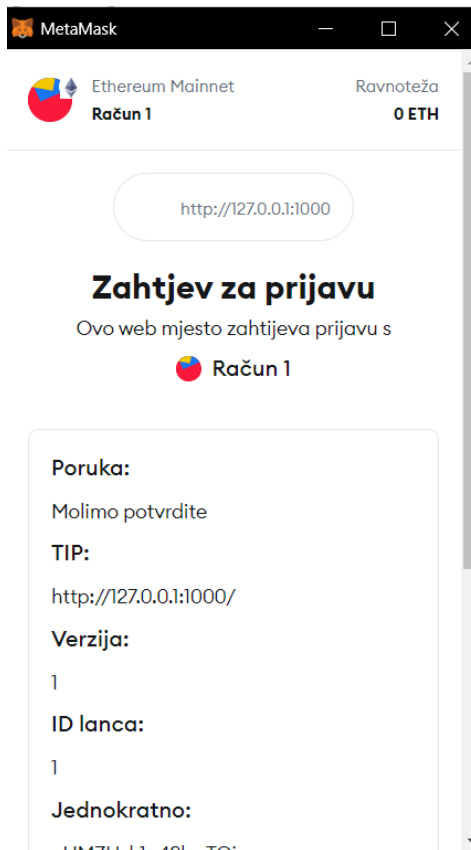 MetaMask
Ethereum Mainnet
Račun 1
Ravnoteža
0 ETH
http://127.0.0.1:1000
Zahtjev za prijavu
Ovo web mjesto zahtijeva prijavu s
Račun 1
Poruka:
Molimo potvrdite
TIP:
http://127.0.0.1:1000/
Verzija:
1
ID lanca:
1
Jednokratno: